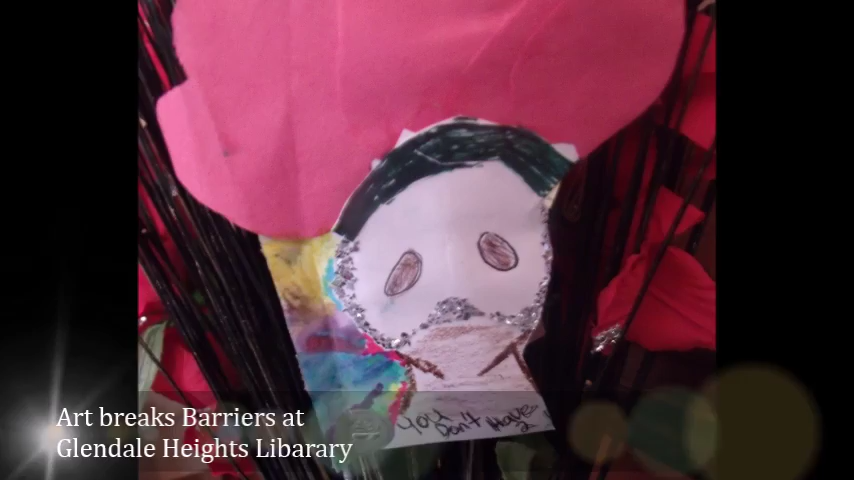 You
Don't Have
2
Art breaks Barriers at
Glendale Heights Libarary